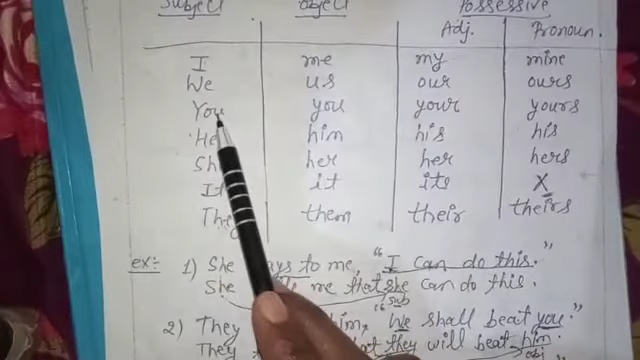 Subject Object Possessive
Adj. Pronoun.
I me my mine
We us our ours
You you your yours
He him his his
She her her hers
It it its X
They them their theirs
ex:- 1) She says to me, "I can do this."
She me that she can do this.
"sub
2) They him, We shall beat you."
They that they will beat him
obj